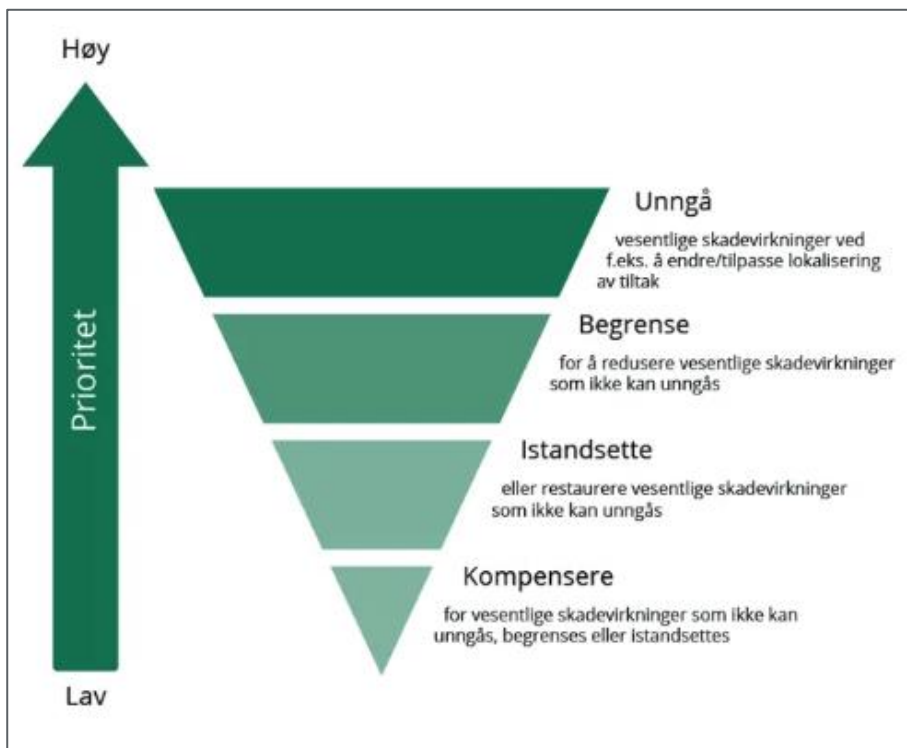 Høy
Prioritet
Unngå
vesentlige skadevirkninger ved
f.eks. å endre/tilpasse lokalisering
av tiltak
Begrense
for å redusere vesentlige skadevirkninger
som ikke kan unngås
Istandsette
eller restaurere vesentlige skadevirkninger
som ikke kan unngås
Kompensere
for vesentlige skadevirkninger som ikke kan
unngås, begrenses eller istandsettes
Lav